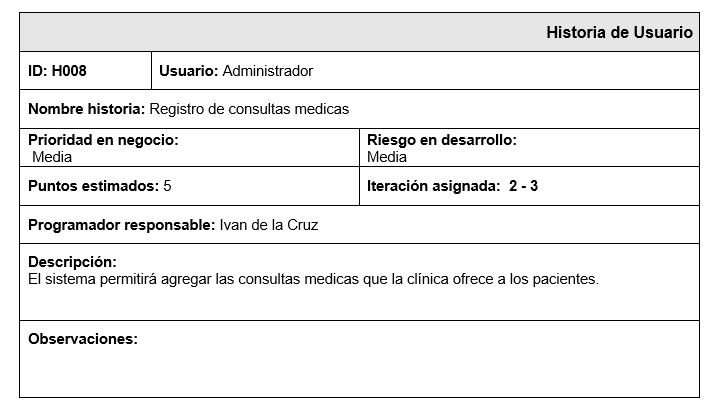 Historia de Usuario
ID: H008
Usuario: Administrador
Nombre historia: Registro de consultas medicas
Prioridad en negocio:
Media
Riesgo en desarrollo:
Media
Puntos estimados: 5
Iteración asignada: 2 - 3
Programador responsable: Ivan de la Cruz
Descripción:
El sistema permitirá agregar las consultas medicas que la clínica ofrece a los pacientes.
Observaciones: